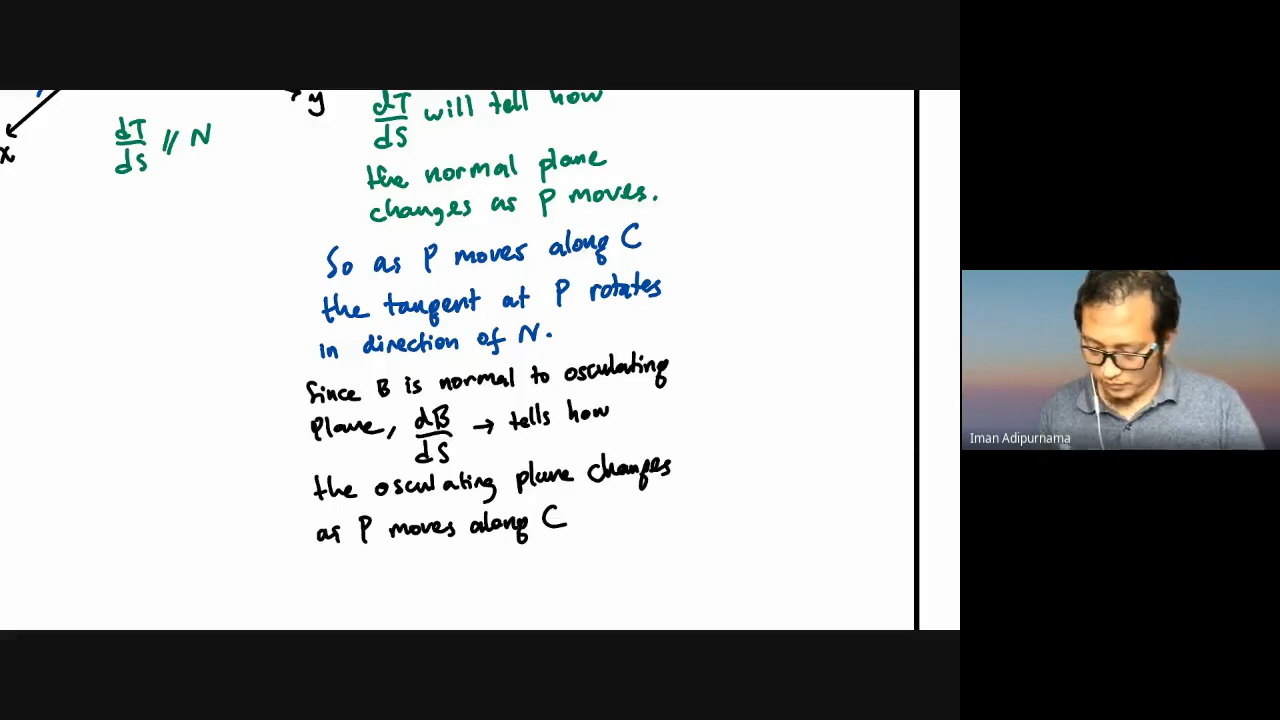 x
y
dT
dS
// N
dT
dS
will tell how
the normal plane
changes as P moves.
So as P moves along C
the tangent at P rotates
in direction of N.
Since B is normal to osculating
plane, dB
dS
→ tells how
the osculating plane changes
as P moves along C
Iman Adipurnama